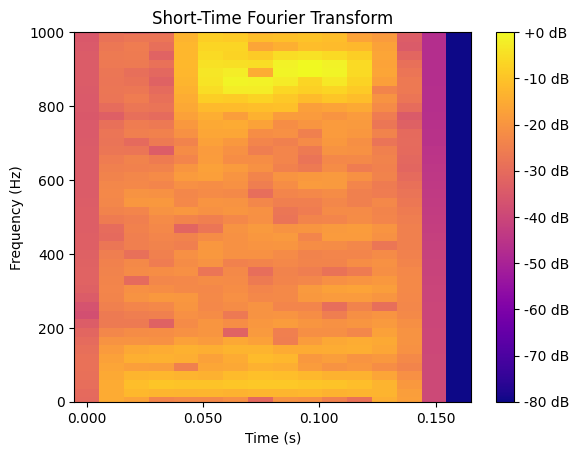 Short-Time Fourier Transform
1000
800
600
400
200
0
Frequency (Hz)
0.000
0.050
0.100
0.150
Time (s)
+0 dB
-10 dB
-20 dB
-30 dB
-40 dB
-50 dB
-60 dB
-70 dB
-80 dB